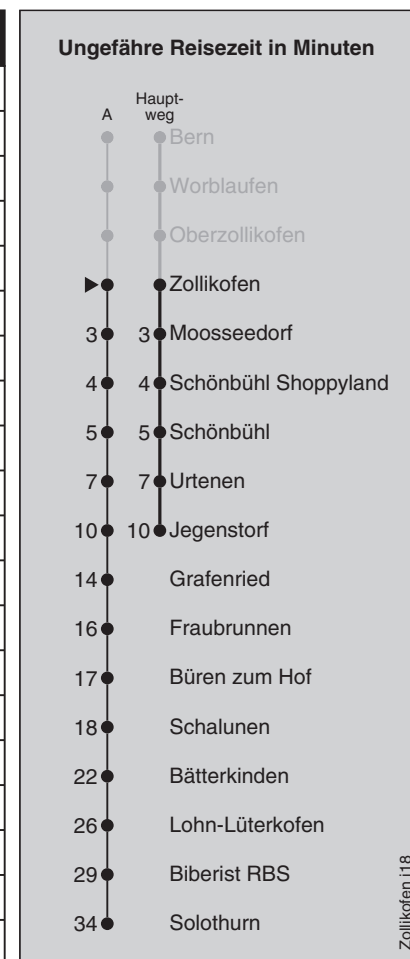 Ungefähre Reisezeit in Minuten
A Haupt-
weg
Bern
Worblaufen
Oberzollikofen
Zollikofen
3 3 Moosseedorf
4 4 Schönbühl Shoppyland
5 5 Schönbühl
7 7 Urtenen
10 10 Jegenstorf
14 Grafenried
16 Fraubrunnen
17 Büren zum Hof
18 Schalunen
22 Bätterkinden
26 Lohn-Lüterkofen
29 Biberist RBS
34 Solothurn
Zollikofen i18